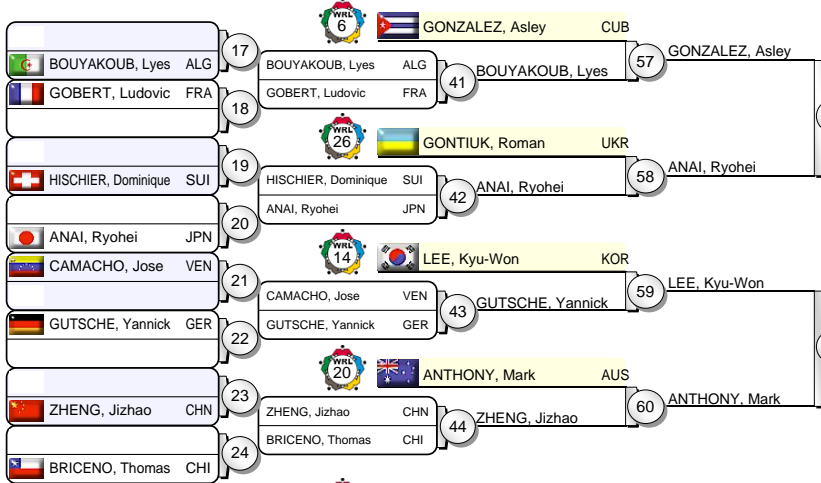 WRL
6
GONZALEZ, Asley CUB
17
57
GONZALEZ, Asley
BOUYAKOUB, Lyes ALG
BOUYAKOUB, Lyes ALG
41
BOUYAKOUB, Lyes
GOBERT, Ludovic FRA
GOBERT, Ludovic FRA
18
WRL
26
GONTIUK, Roman UKR
19
58
ANAI, Ryohei
HISCHIER, Dominique SUI
HISCHIER, Dominique SUI
42
ANAI, Ryohei
ANAI, Ryohei JPN
20
ANAI, Ryohei JPN
WRL
14
LEE, Kyu-Won KOR
CAMACHO, Jose VEN
21
59
LEE, Kyu-Won
CAMACHO, Jose VEN
43
GUTSCHE, Yannick
GUTSCHE, Yannick GER
GUTSCHE, Yannick GER
22
WRL
20
ANTHONY, Mark AUS
23
60
ANTHONY, Mark
ZHENG, Jizhao CHN
ZHENG, Jizhao CHN
44
ZHENG, Jizhao
BRICENO, Thomas CHI
24
BRICENO, Thomas CHI